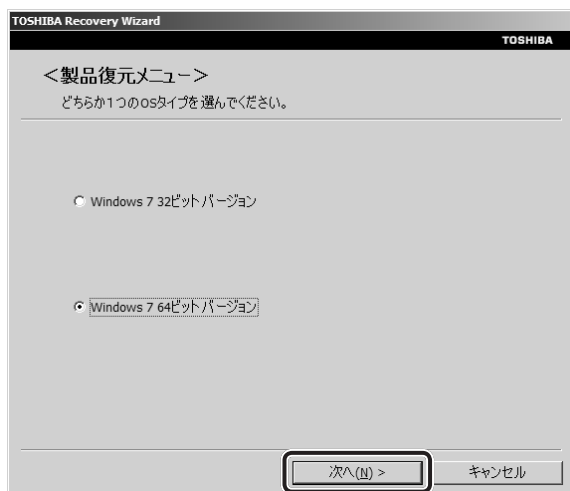 TOSHIBA Recovery Wizard
TOSHIBA
＜製品復元メニュー＞
どちらか1つのOSタイプを選んでください。
Windows 7 32ビットバージョン
Windows 7 64ビットバージョン
次へ(N) >
キャンセル